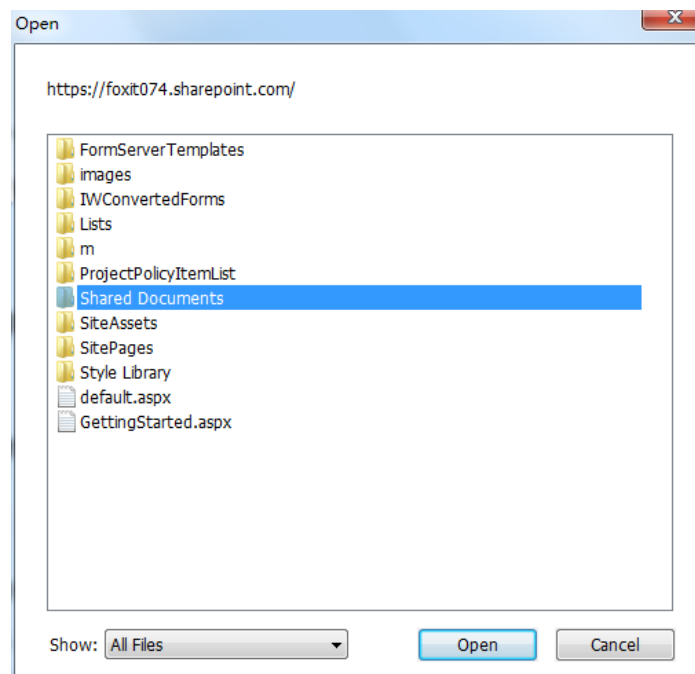 Open
https://foxit074.sharepoint.com/
FormServerTemplates
images
IWConvertedForms
Lists
m
ProjectPolicyItemList
Shared Documents
SiteAssets
SitePages
Style Library
default.aspx
GettingStarted.aspx
Show: All Files Open Cancel